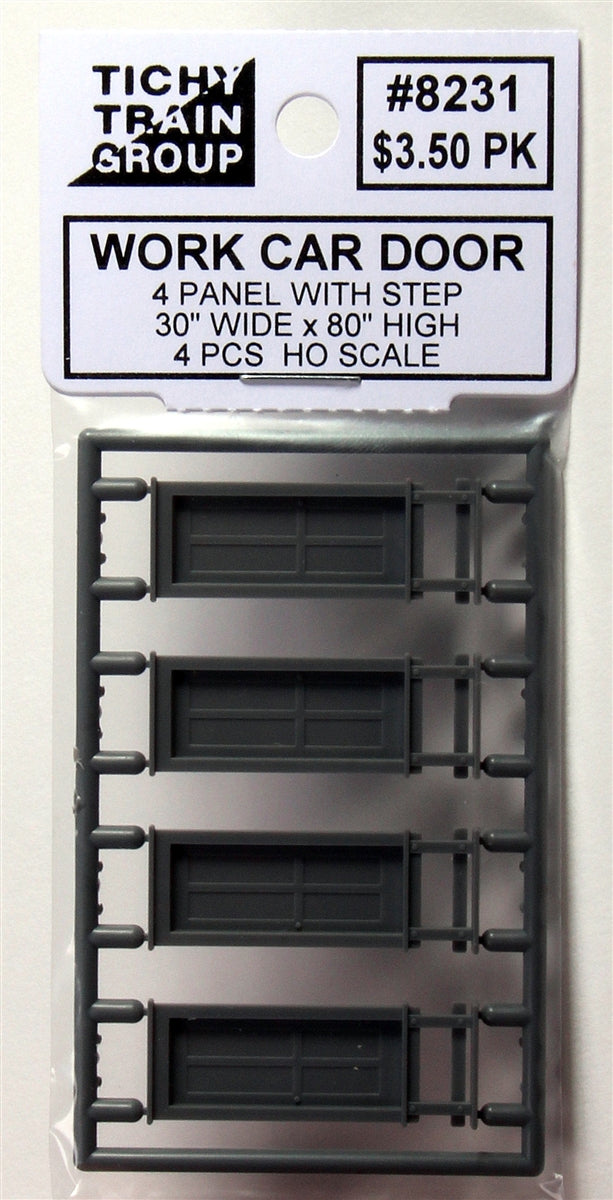 TICHY
TRAIN
GROUP
#8231
$3.50 PK
WORK CAR DOOR
4 PANEL WITH STEP
30" WIDE x 80" HIGH
4 PCS  HO SCALE